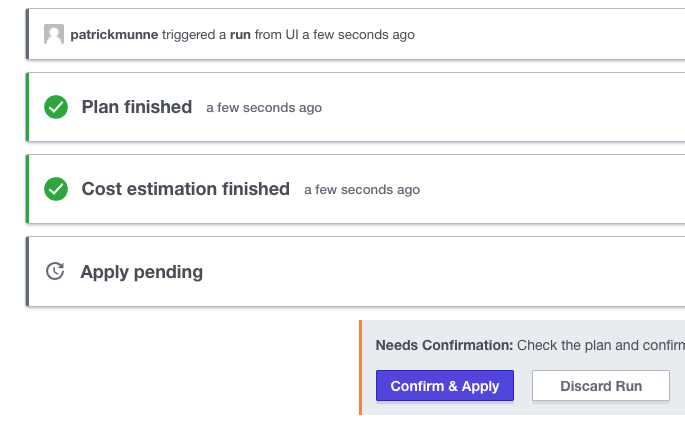 patrickmunne triggered a run from UI a few seconds ago
Plan finished a few seconds ago
Cost estimation finished a few seconds ago
Apply pending
Needs Confirmation: Check the plan and confirm
Confirm & Apply Discard Run